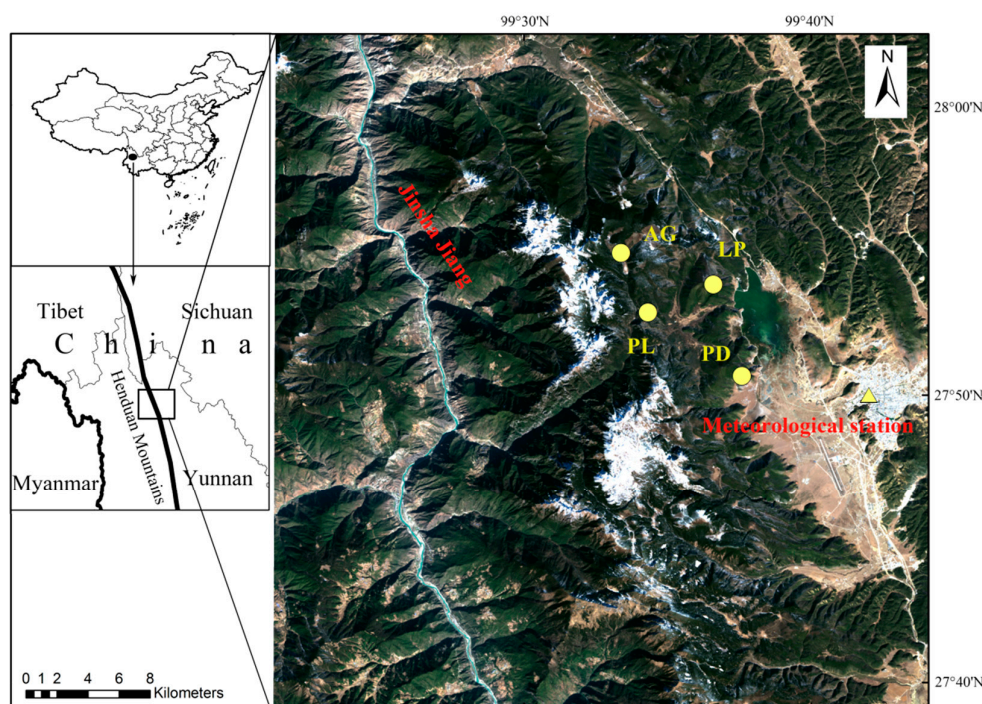 99°30'N
99°40'N
N
28°00'N
Jinsha Jiang
AG
LP
PL
PD
27°50'N
Meteorological station
27°40'N
Tibet
Sichuan
China
Henduan Mountains
Myanmar
Yunnan
0 1 2 4 6 8
Kilometers